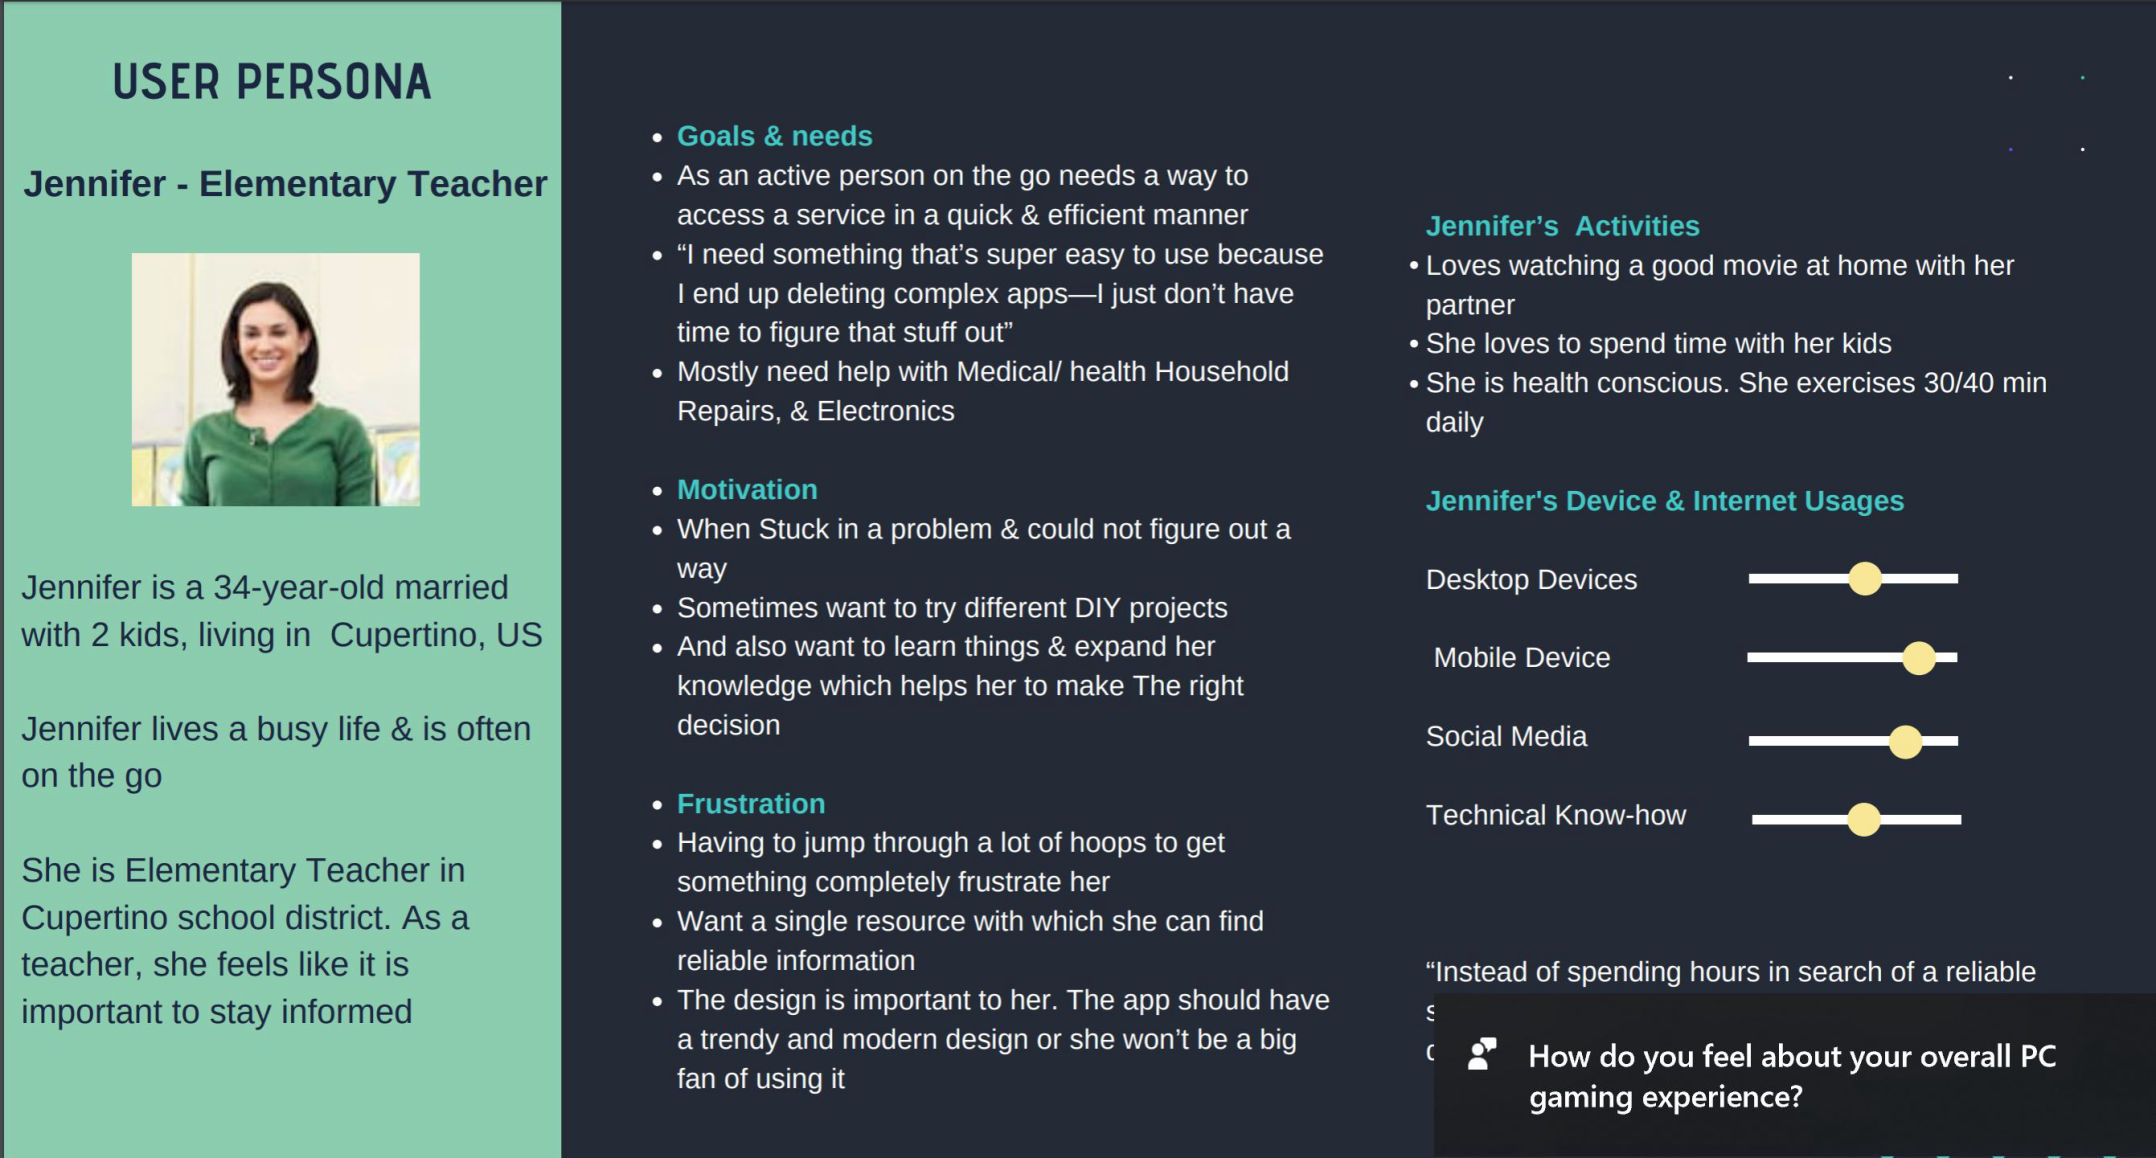 USER PERSONA
Jennifer - Elementary Teacher
Jennifer is a 34-year-old married
with 2 kids, living in  Cupertino, US
Jennifer lives a busy life & is often
on the go
She is Elementary Teacher in
Cupertino school district. As a
teacher, she feels like it is
important to stay informed
• Goals & needs
• As an active person on the go needs a way to
access a service in a quick & efficient manner
• “I need something that’s super easy to use because
I end up deleting complex apps—I just don’t have
time to figure that stuff out”
• Mostly need help with Medical/ health Household
Repairs, & Electronics
• Motivation
• When Stuck in a problem & could not figure out a
way
• Sometimes want to try different DIY projects
• And also want to learn things & expand her
knowledge which helps her to make The right
decision
• Frustration
• Having to jump through a lot of hoops to get
something completely frustrate her
• Want a single resource with which she can find
reliable information
• The design is important to her. The app should have
a trendy and modern design or she won’t be a big
fan of using it
Jennifer’s  Activities
• Loves watching a good movie at home with her
partner
• She loves to spend time with her kids
• She is health conscious. She exercises 30/40 min
daily
Jennifer's Device & Internet Usages
Desktop Devices
Mobile Device
Social Media
Technical Know-how
“Instead of spending hours in search of a reliable
How do you feel about your overall PC
gaming experience?